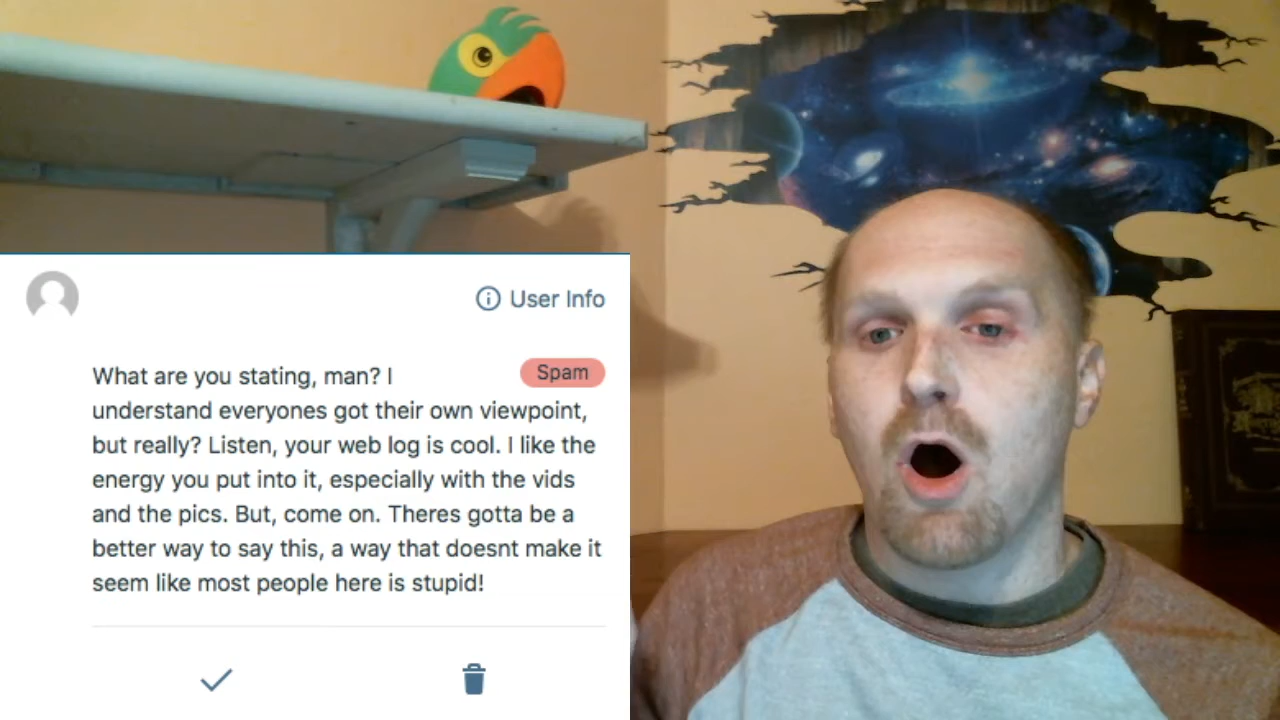 User Info
Spam
What are you stating, man? I
understand everyones got their own viewpoint,
but really? Listen, your web log is cool. I like the
energy you put into it, especially with the vids
and the pics. But, come on. Theres gotta be a
better way to say this, a way that doesnt make it
seem like most people here is stupid!